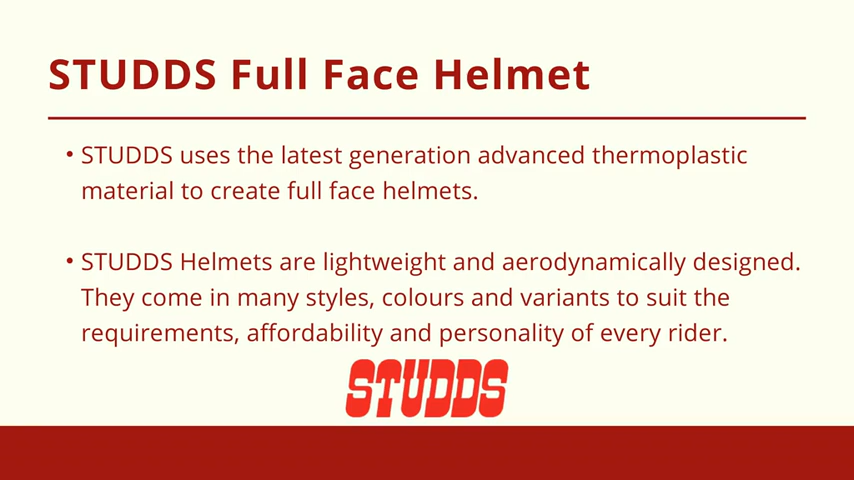 STUDDS Full Face Helmet
• STUDDS uses the latest generation advanced thermoplastic
material to create full face helmets.
• STUDDS Helmets are lightweight and aerodynamically designed.
They come in many styles, colours and variants to suit the
requirements, affordability and personality of every rider.
STUDDS